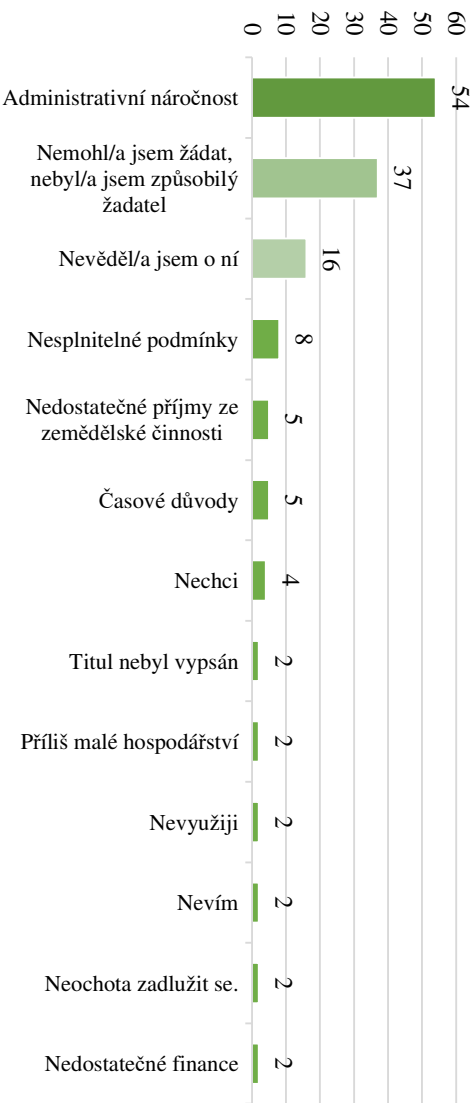 0
10
20
30
40
50
60
Administrativní náročnost
54
Nemohl/a jsem žádat,
nebyl/a jsem způsobilý
žadatel
37
Nevěděl/a jsem o ní
16
Nesplnitelné podmínky
8
Nedostatečné příjmy ze
zemědělské činnosti
5
Časové důvody
5
Nechci
4
Titul nebyl vypsán
2
Příliš malé hospodářství
2
Nevyužiji
2
Nevím
2
Neochota zadlužit se.
2
Nedostatečné finance
2